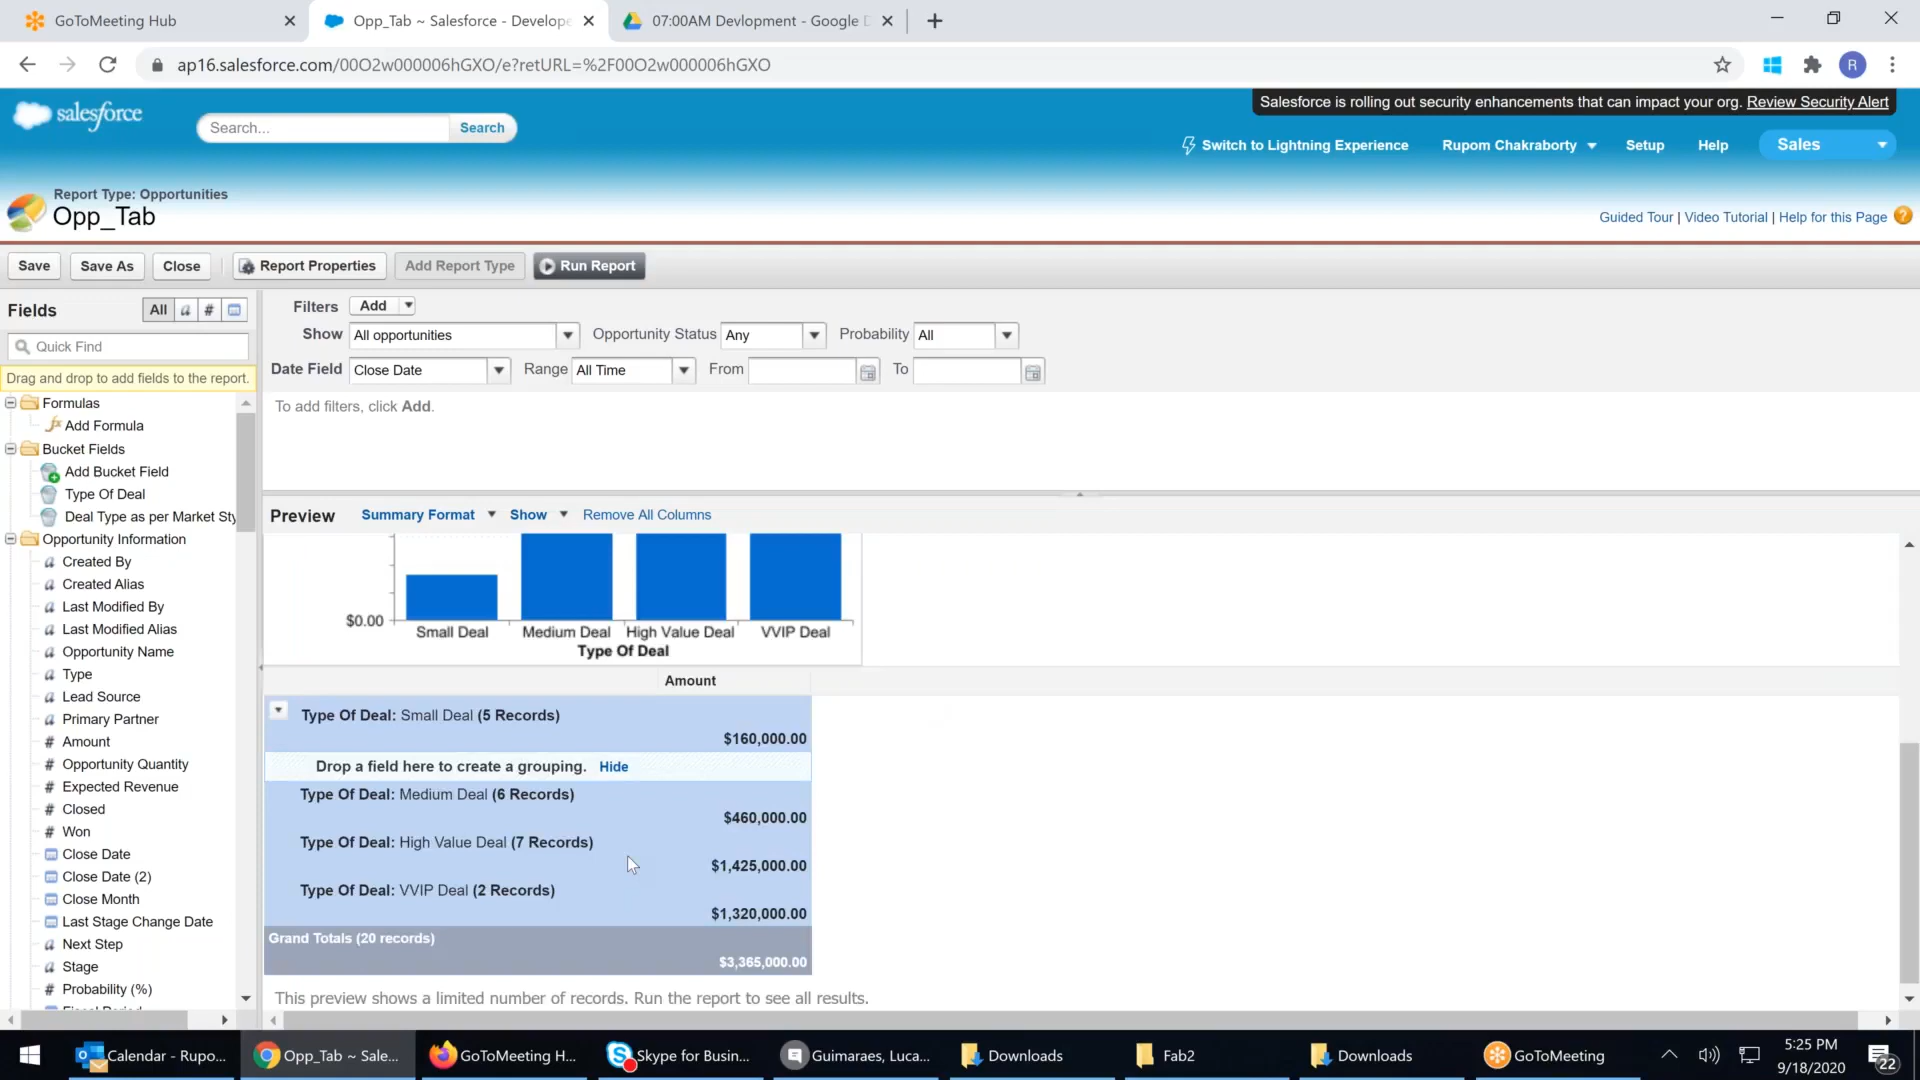 GoToMeeting Hub
Opp_Tab ~ Salesforce - Develope
07:00AM Devlopment - Google D
ap16.salesforce.com/00O2w000006hGXO/e?retURL=%2F00O2w000006hGXO
R
Salesforce is rolling out security enhancements that can impact your org. Review Security Alert
salesforce
Search...
Search
Switch to Lightning Experience
Rupom Chakraborty
Setup
Help
Sales
Report Type: Opportunities
Opp_Tab
Guided Tour | Video Tutorial | Help for this Page ?
Save
Save As
Close
Report Properties
Add Report Type
Run Report
Fields
All a #
Quick Find
Drag and drop to add fields to the report.
Formulas
Add Formula
Bucket Fields
Add Bucket Field
Type Of Deal
Deal Type as per Market Sty
Opportunity Information
a Created By
a Created Alias
a Last Modified By
a Last Modified Alias
a Opportunity Name
a Type
a Lead Source
a Primary Partner
# Amount
# Opportunity Quantity
# Expected Revenue
# Closed
# Won
Close Date
Close Date (2)
Close Month
Last Stage Change Date
a Next Step
a Stage
# Probability (%)
Filters Add
Show All opportunities Opportunity Status Any Probability All
Date Field Close Date Range All Time From To
To add filters, click Add.
Preview Summary Format Show Remove All Columns
$0.00
Small Deal Medium Deal High Value Deal VVIP Deal
Type Of Deal
Amount
Type Of Deal: Small Deal (5 Records)
$160,000.00
Drop a field here to create a grouping. Hide
Type Of Deal: Medium Deal (6 Records)
$460,000.00
Type Of Deal: High Value Deal (7 Records)
$1,425,000.00
Type Of Deal: VVIP Deal (2 Records)
$1,320,000.00
Grand Totals (20 records)
$3,365,000.00
This preview shows a limited number of records. Run the report to see all results.
Calendar - Rupo...
Opp_Tab ~ Sale...
GoToMeeting H...
Skype for Busin...
Guimaraes, Luca...
Downloads
Fab2
Downloads
GoToMeeting
5:25 PM
9/18/2020
22